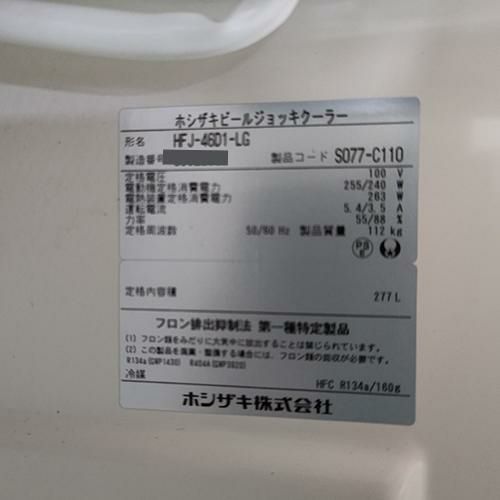 ホシザキビールジョッキクーラー
形名 HFJ-46D1-LG
製造番号
製品コード S077-C110
定格電圧 100 V
電動機定格消費電力 255/240 W
電熱装置定格消費電力 263 W
運転電流 5.4/3.5 A
力率 55/88 %
定格周波数 50/60 Hz 製品質量 112 kg
PS E
定格内容積 277 L
フロン排出抑制法 第一種特定製品
(1) フロン類をみだりに大気中に放出することは禁じられています。
(2) この製品を廃棄・整備する場合には、フロン類の回収が必要です。
R134a(GWP1430) R404A(GWP3920)
冷媒 HFC R134a/160g
ホシザキ株式会社